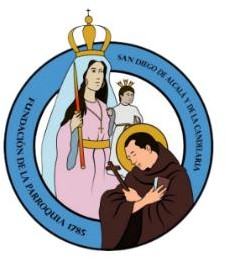 SAN DIEGO DE ALCALÁ Y DE LA CANDELARIA
FUNDACIÓN DE LA PARROQUIA 1785